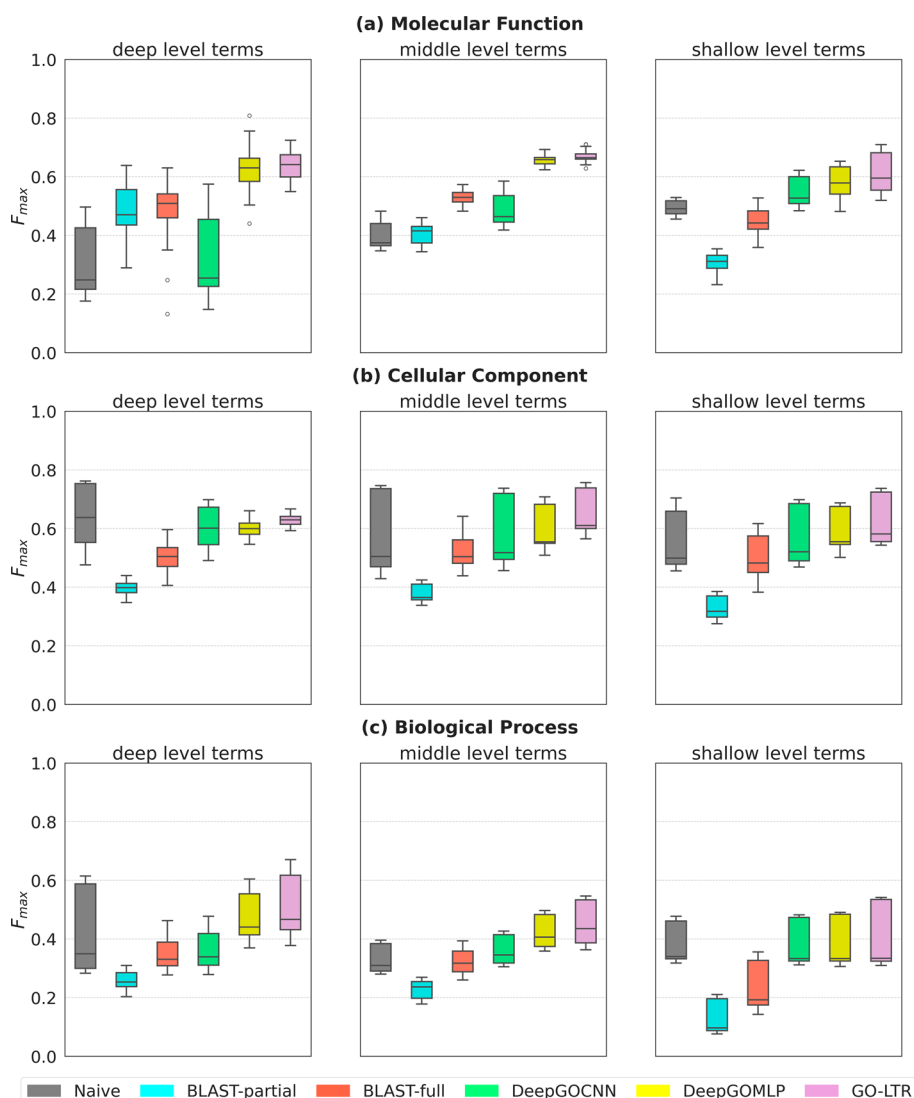 (a) Molecular Function
deep level terms
middle level terms
shallow level terms
1.0
0.8
0.6
0.4
0.2
0.0
Fmax
(b) Cellular Component
deep level terms
middle level terms
shallow level terms
1.0
0.8
0.6
0.4
0.2
0.0
Fmax
(c) Biological Process
deep level terms
middle level terms
shallow level terms
1.0
0.8
0.6
0.4
0.2
0.0
Fmax
Naive BLAST-partial BLAST-full DeepGOCNN DeepGOMLP GO-LTR